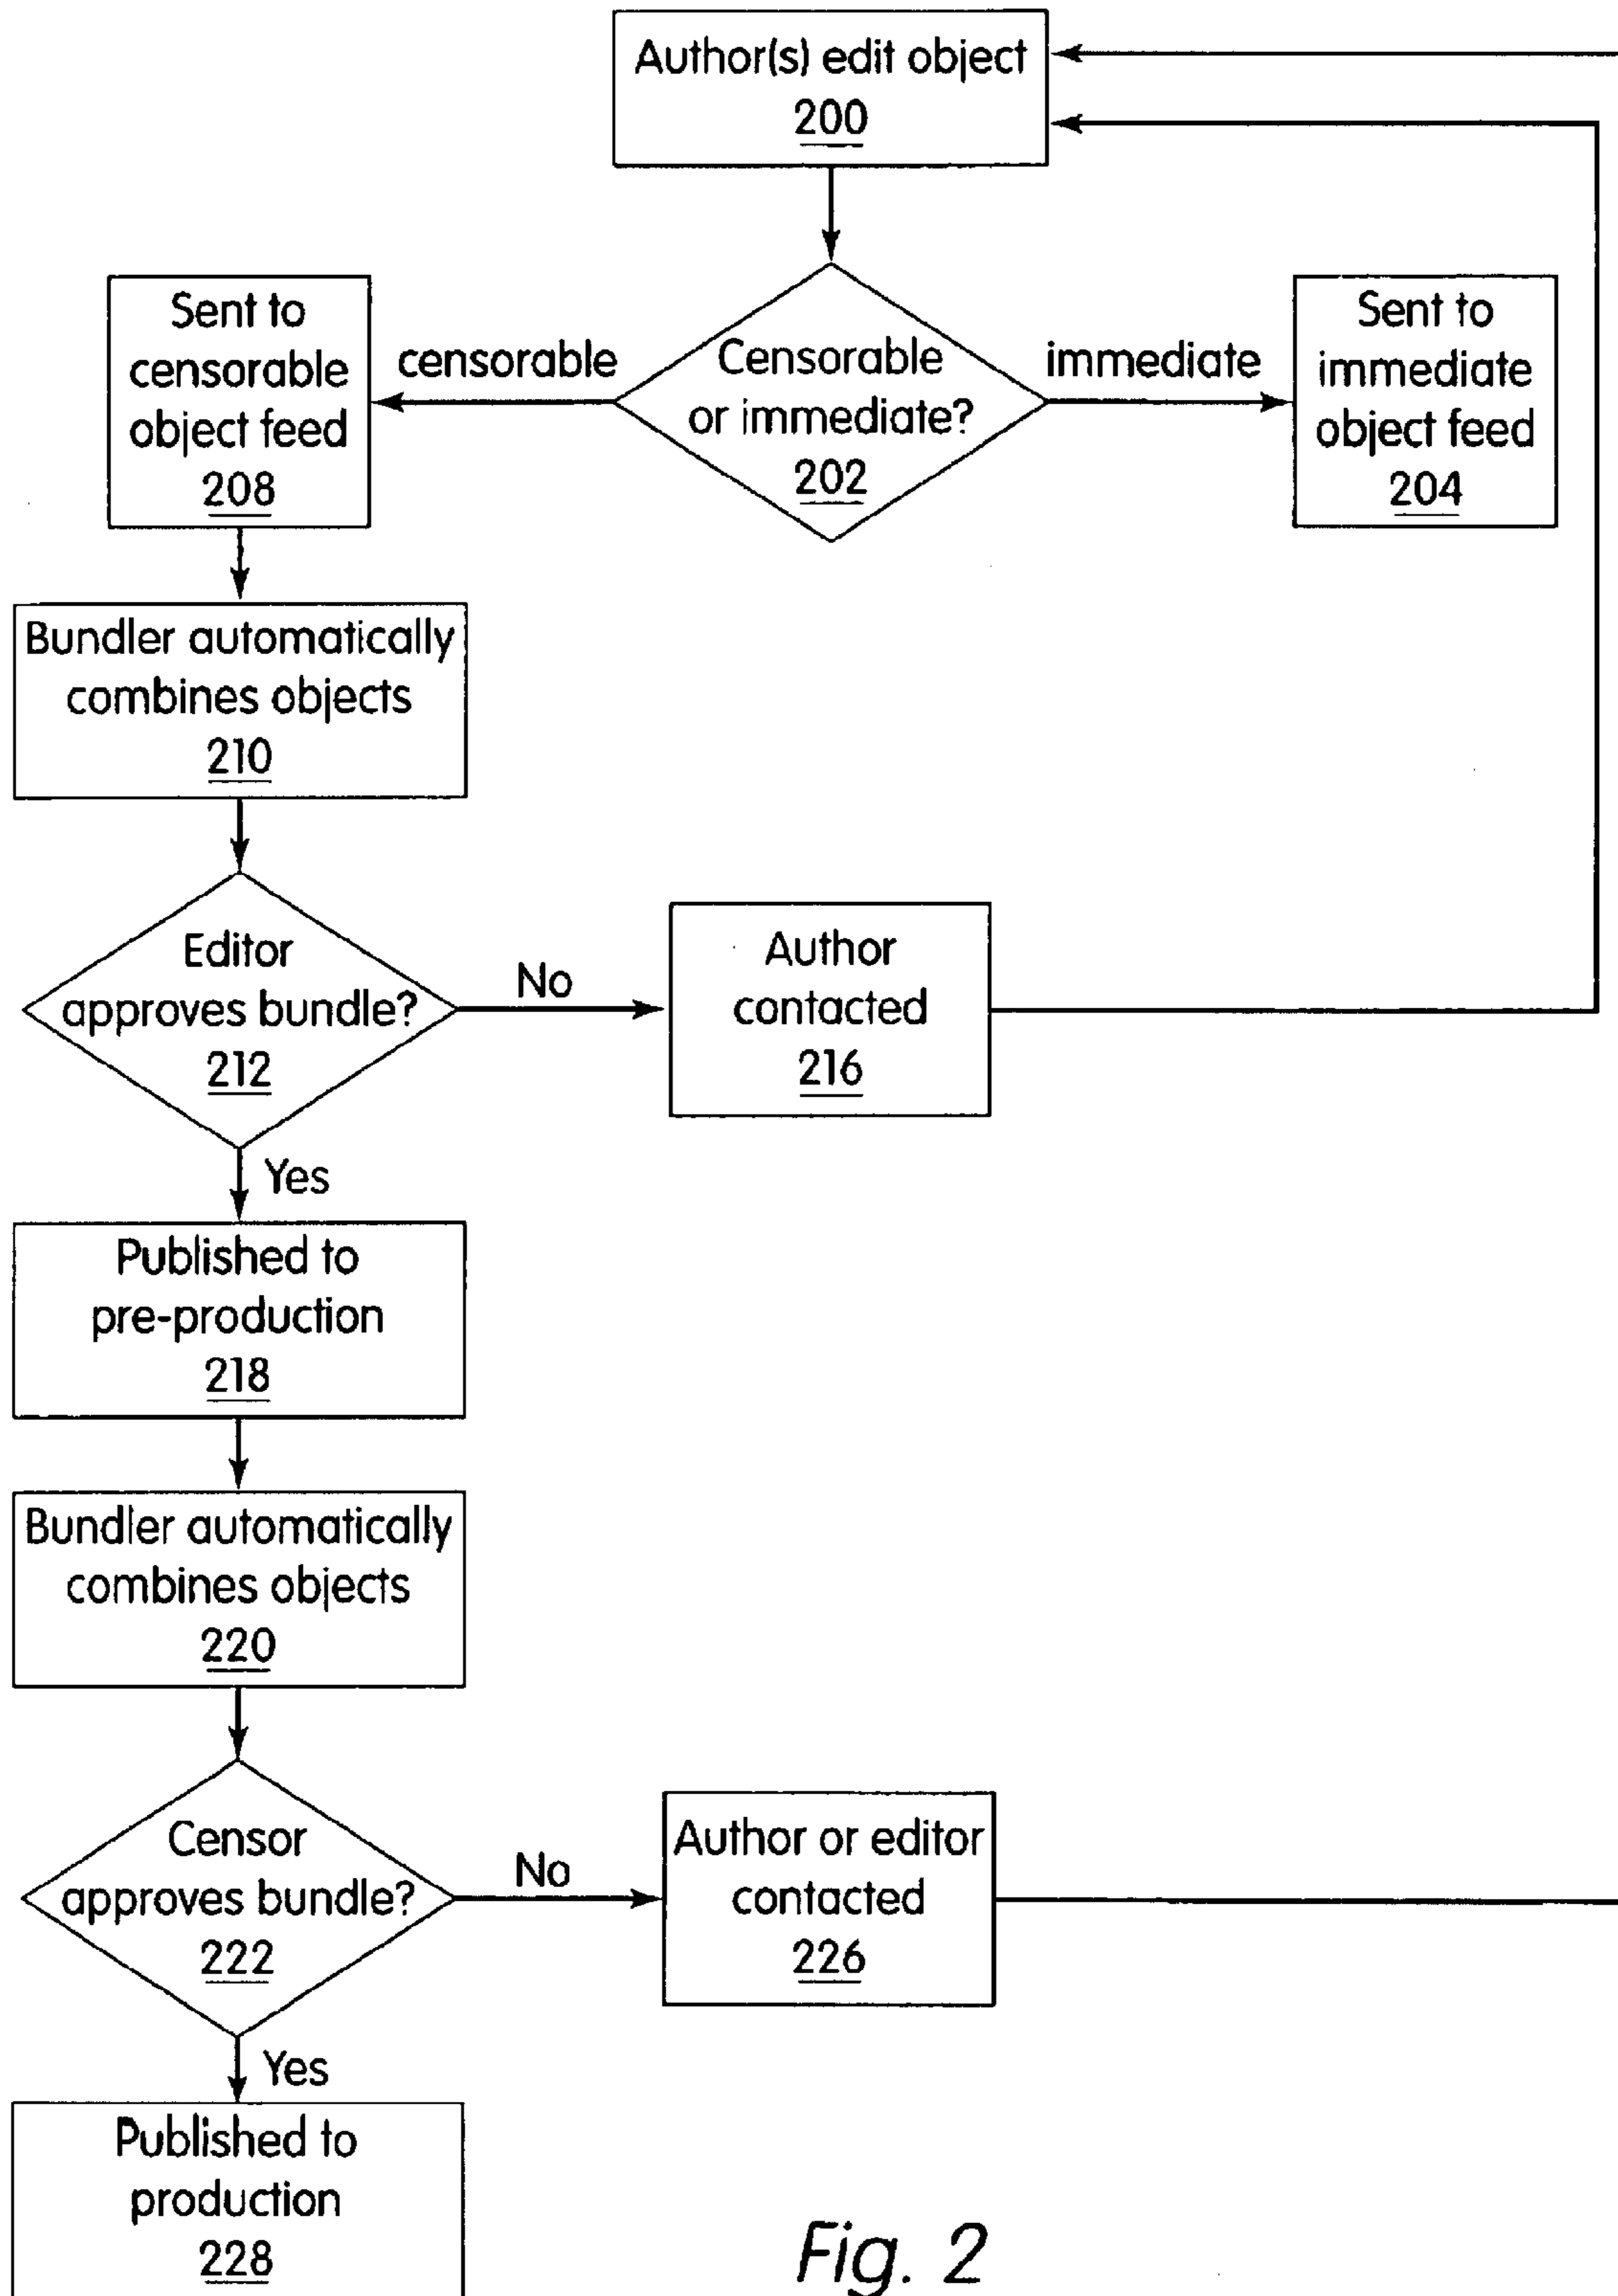 Author(s) edit object
200
Sent to
censorable
object feed
208
censorable
Censorable
or immediate?
202
immediate
Sent to
immediate
object feed
204
Bundler automatically
combines objects
210
Editor
approves bundle?
212
No
Author
contacted
216
Yes
Published to
pre-production
218
Bundler automatically
combines objects
220
Censor
approves bundle?
222
No
Author or editor
contacted
226
Yes
Published to
production
228
Fig. 2